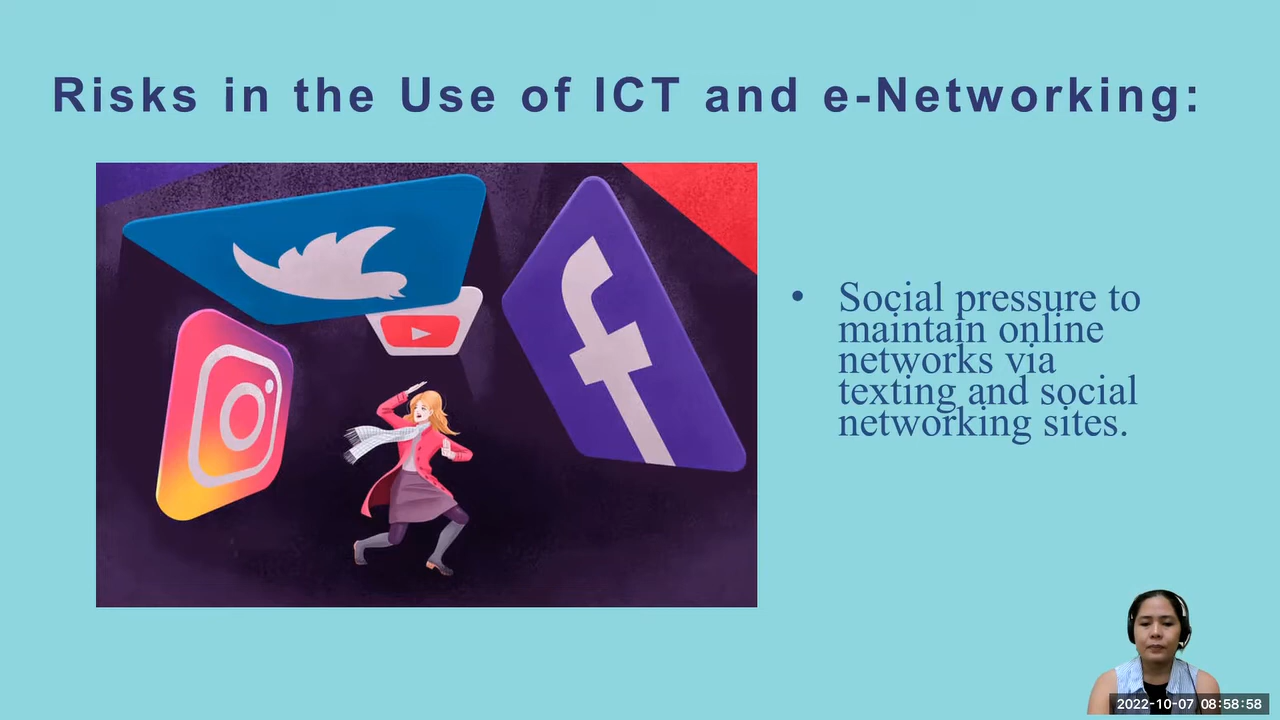 Risks in the Use of ICT and e-Networking:
• Social pressure to
maintain online
networks via
texting and social
networking sites.
2022-10-07 08:58:58